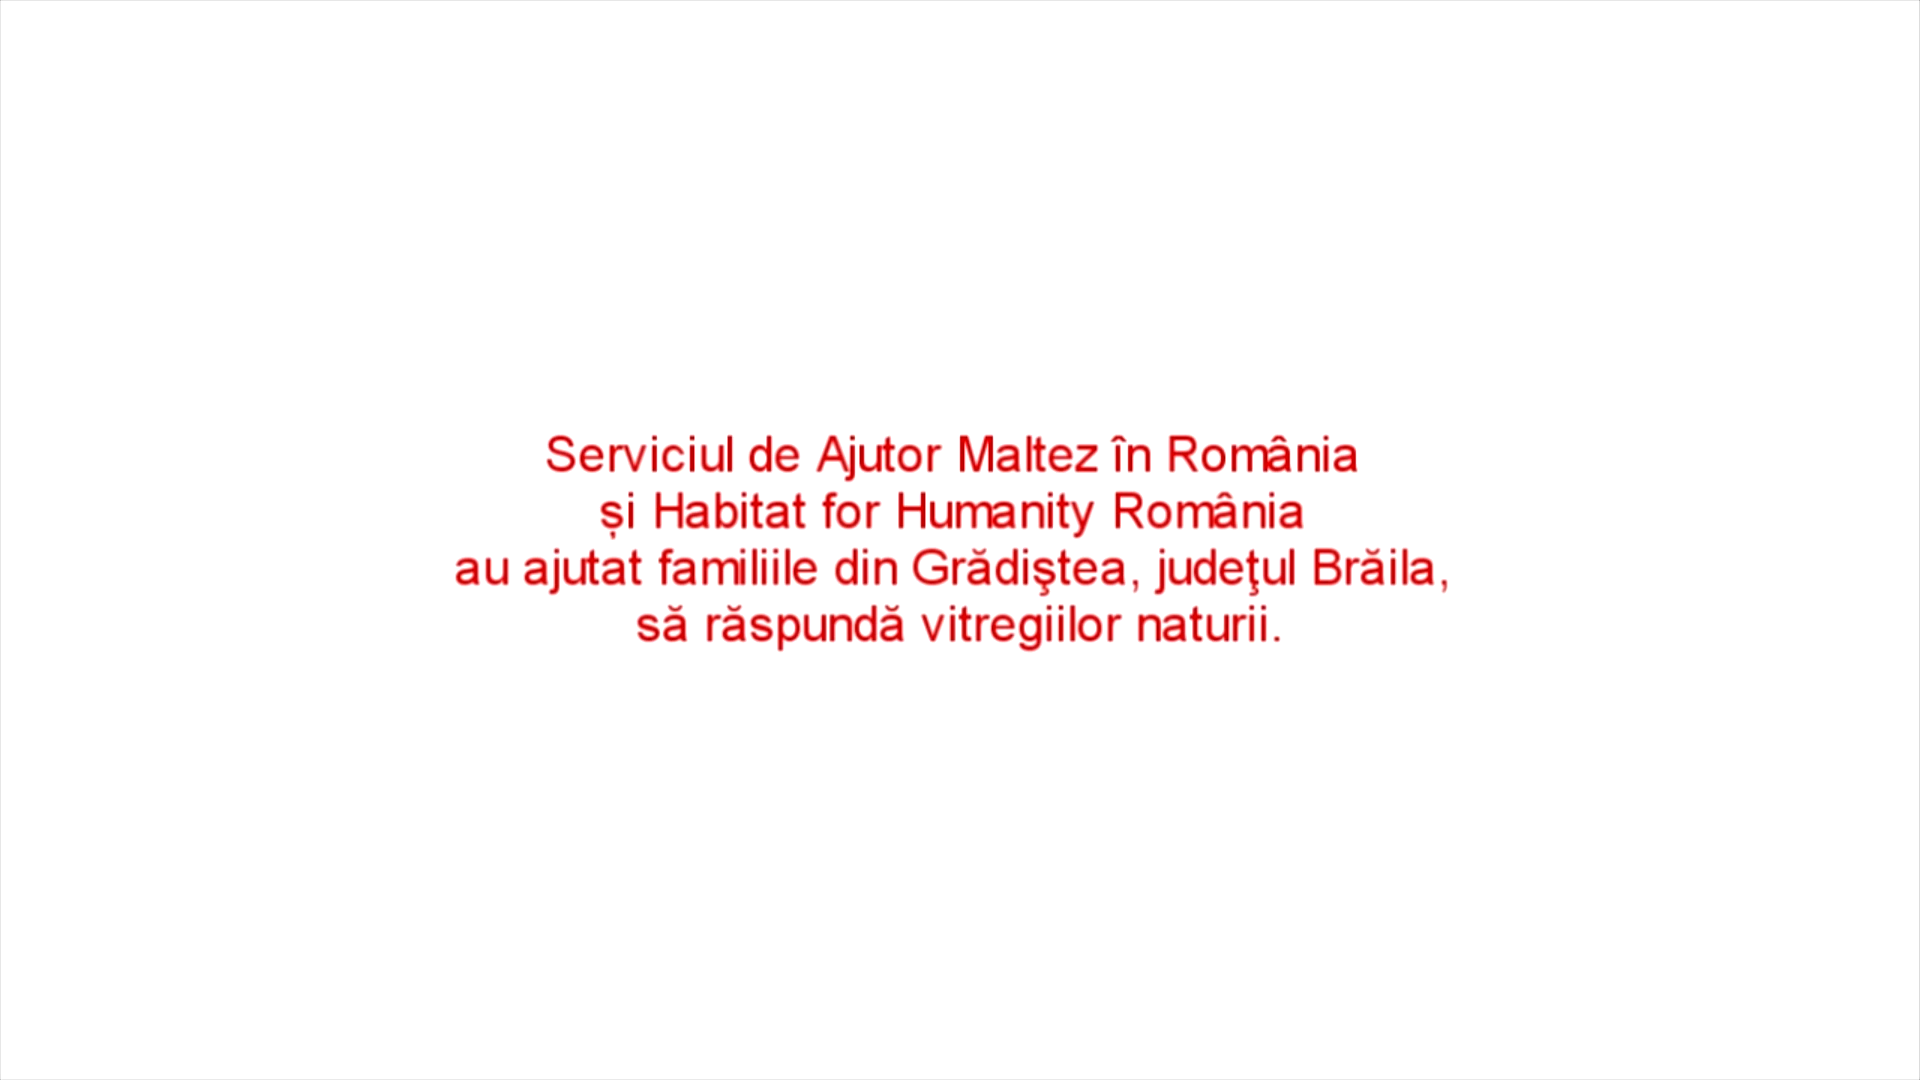 Serviciul de Ajutor Maltez în România
și Habitat for Humanity România
au ajutat familiile din Grădiştea, judeţul Brăila,
să răspundă vitregiilor naturii.